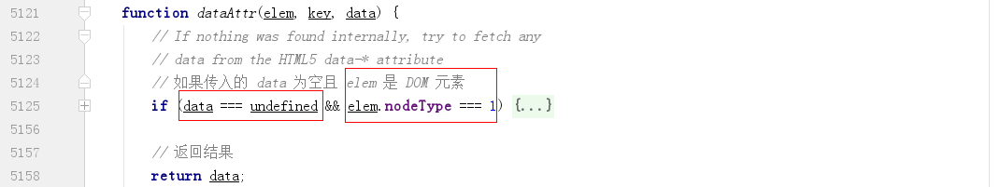 5121 function dataAttr(elem, key, data) {
5122 // If nothing was found internally, try to fetch any
5123 // data from the HTML5 data-* attribute
5124 // 如果传入的 data 为空且 elem 是 DOM 元素
5125 if (data === undefined && elem.nodeType === 1) {...}
5156
5157 // 返回结果
5158 return data;